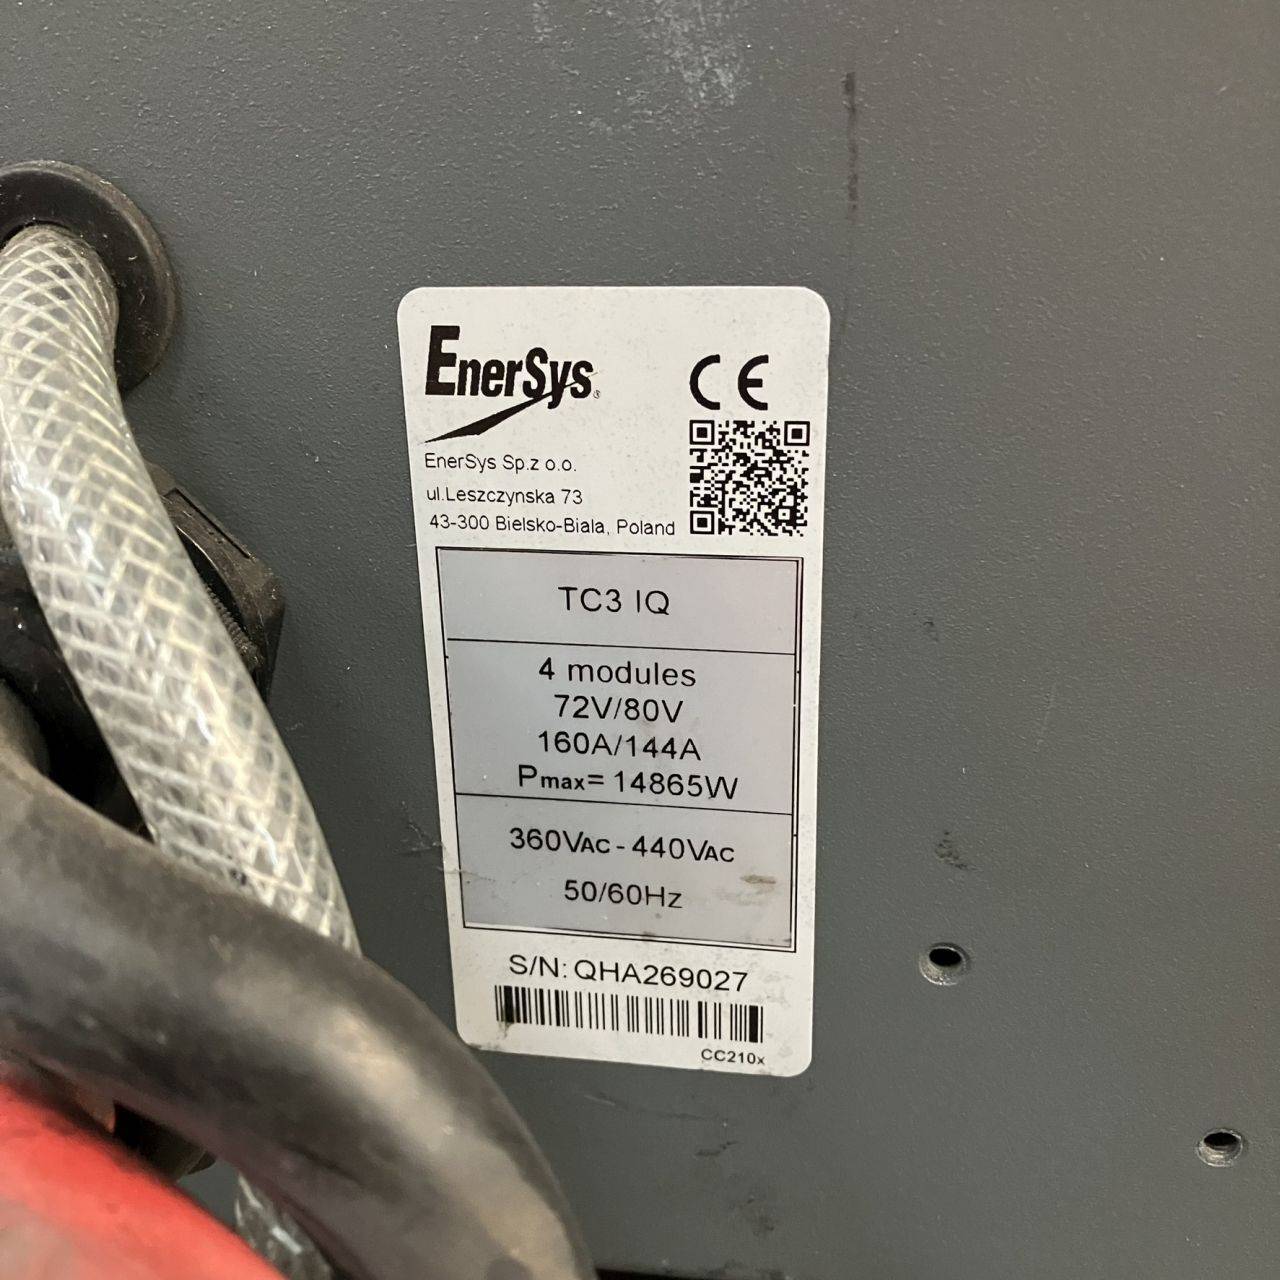 EnerSys®
CE
EnerSys Sp.z o.o.
ul.Leszczynska 73
43-300 Bielsko-Biala, Poland
TC3 IQ
4 modules
72V/80V
160A/144A
Pmax= 14865W
360VAC - 440VAC
50/60Hz
S/N: QHA269027
CC210x